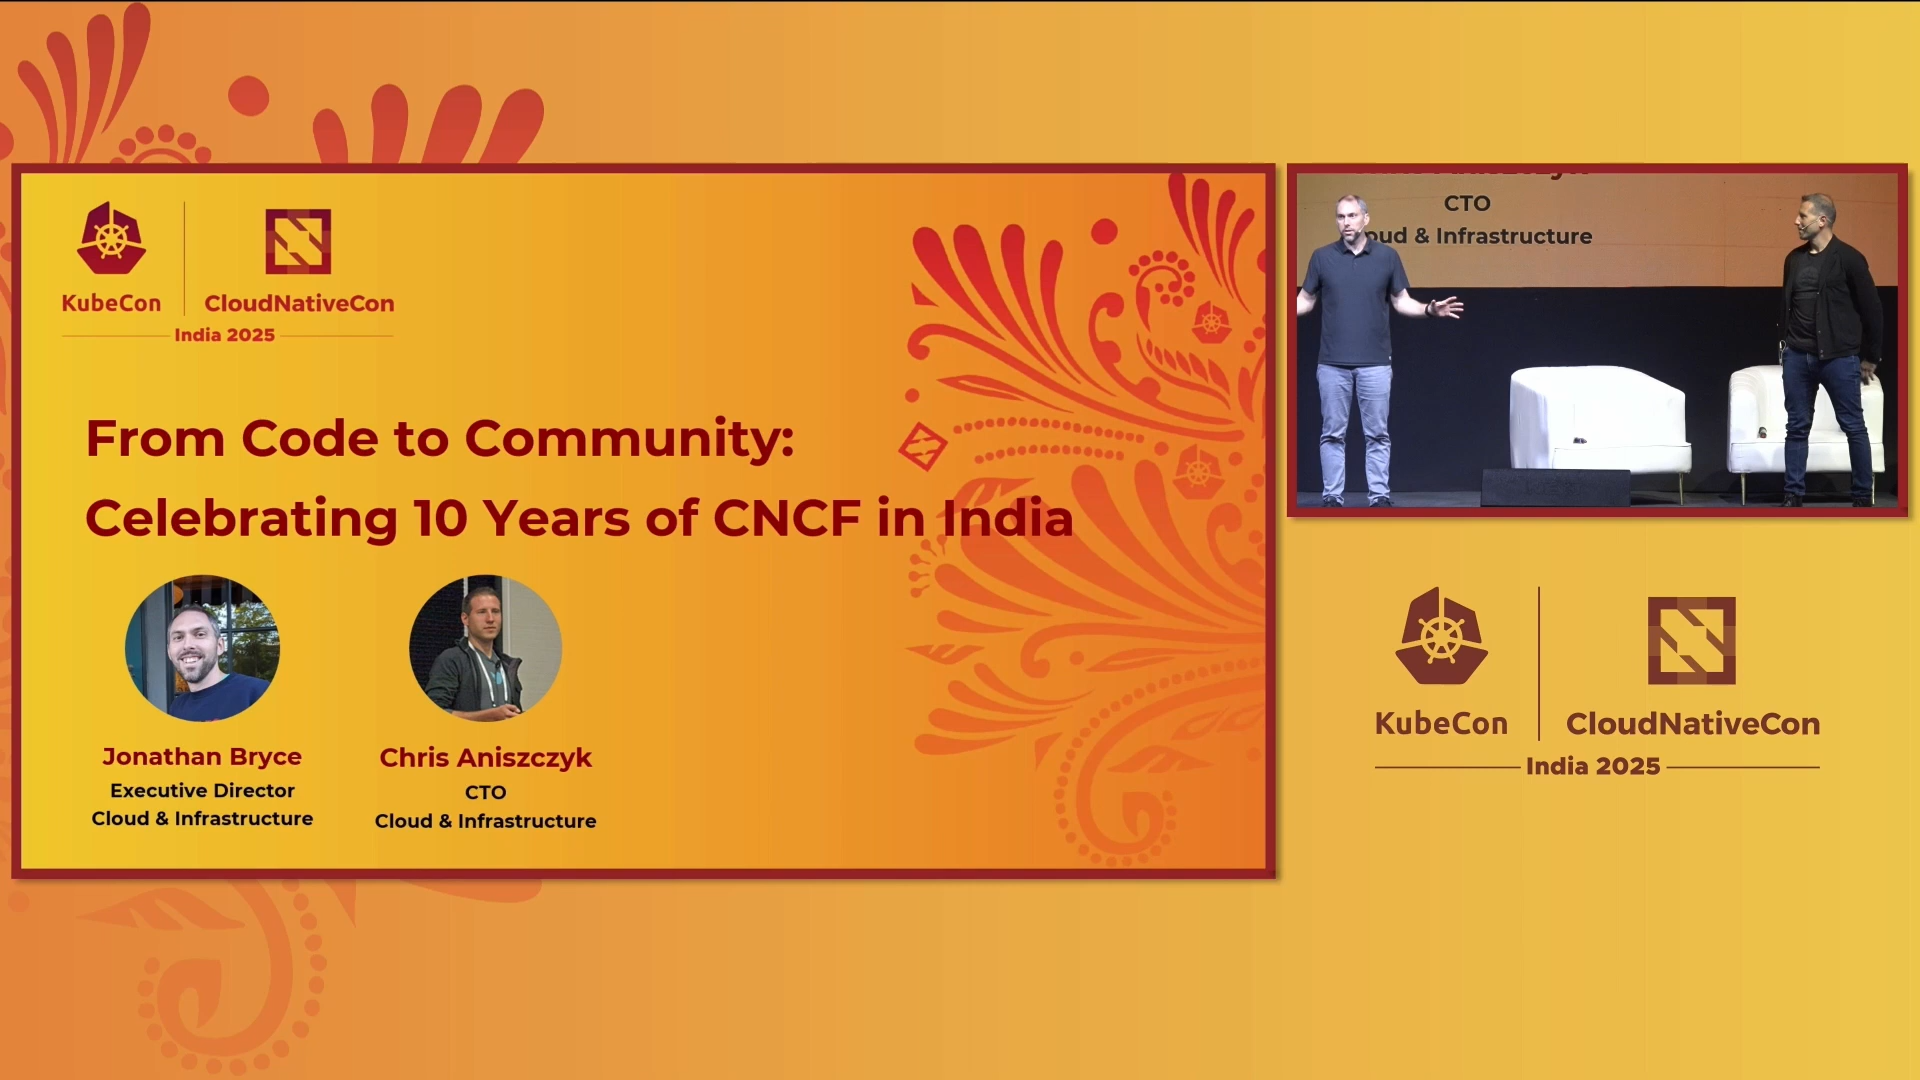 KubeCon
CloudNativeCon
India 2025
From Code to Community:
Celebrating 10 Years of CNCF in India
Jonathan Bryce
Executive Director
Cloud & Infrastructure
Chris Aniszczyk
CTO
Cloud & Infrastructure
CTO
oud & Infrastructure
KubeCon
CloudNativeCon
India 2025